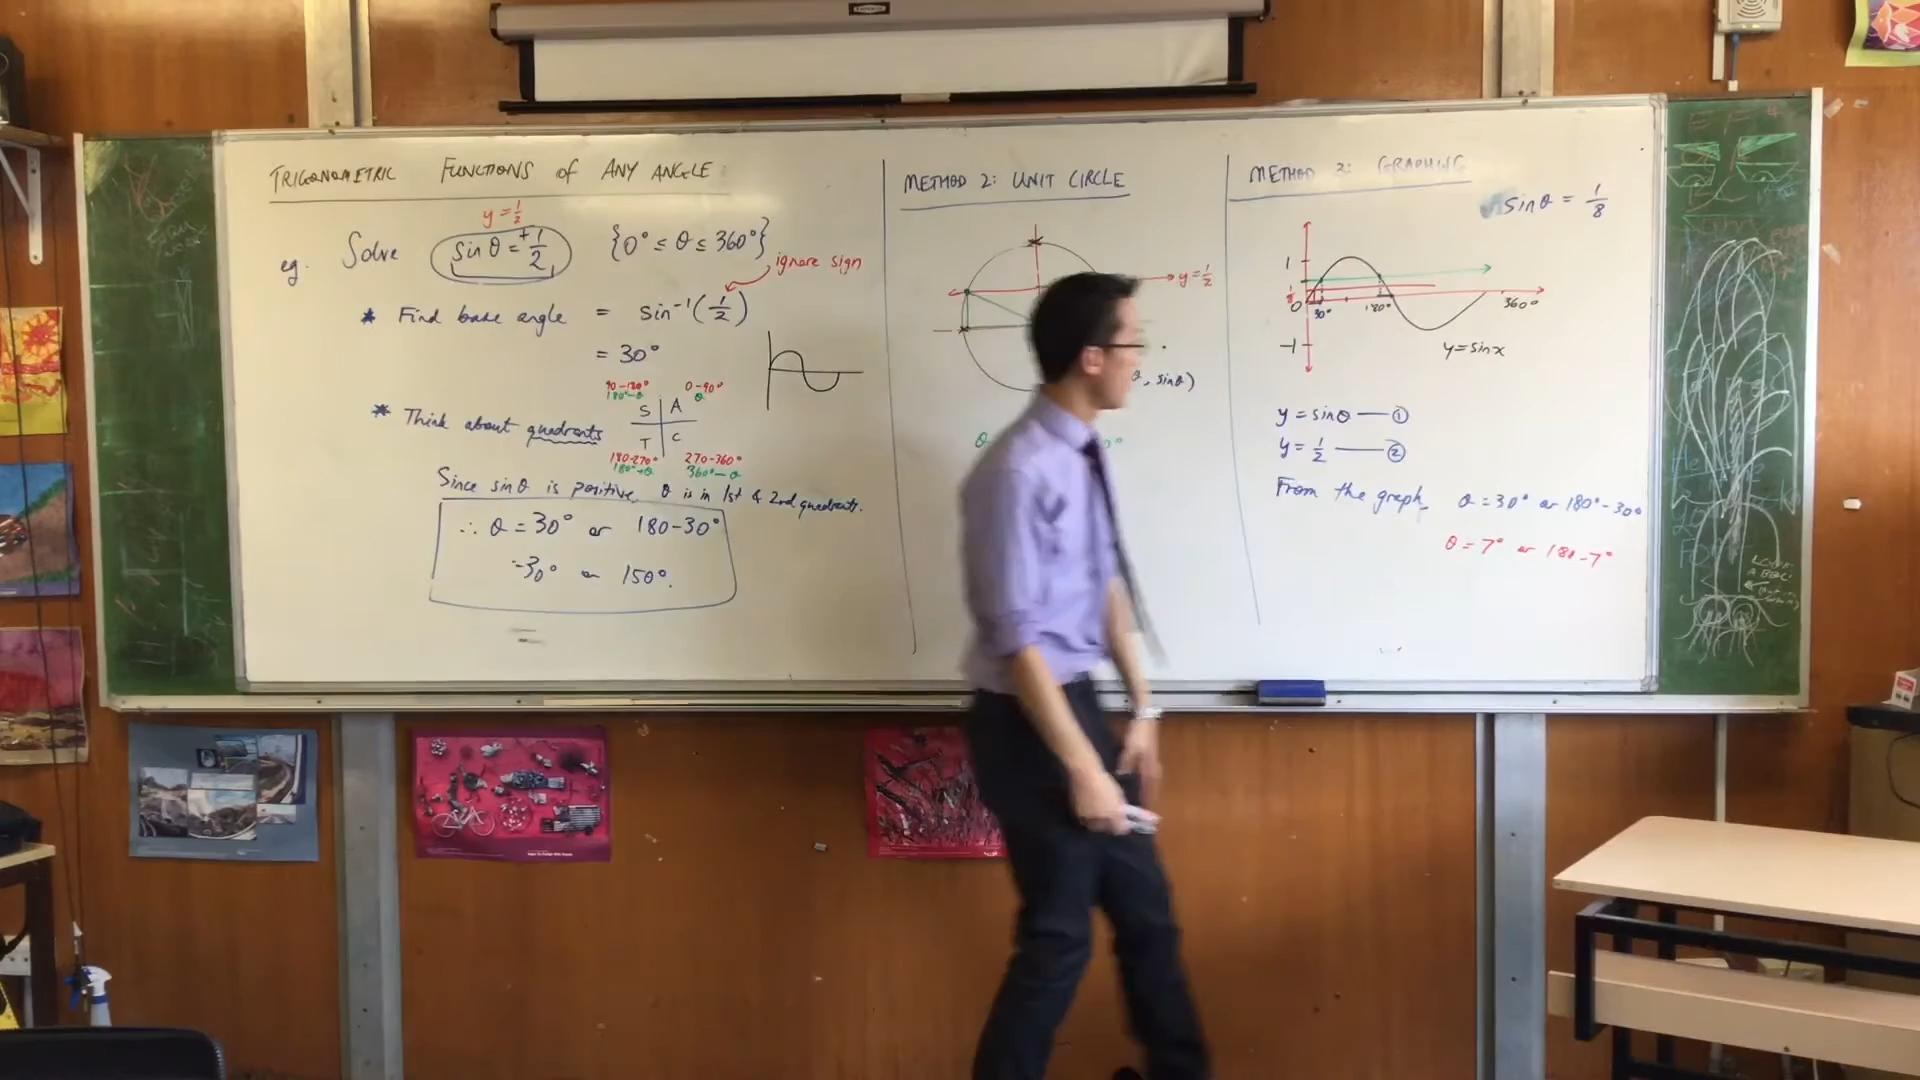 TRIGONOMETRIC FUNCTIONS of ANY ANGLE
y = 1/2
eg. Solve sin θ = +1/2 {0° ≤ θ ≤ 360°}
ignore sign
* Find base angle = sin⁻¹(1/2)
= 30°
* Think about quadrants
90-180° 0-90°
180°-θ θ
S A
T C
180-270° 270-360°
180°+θ 360°-θ
Since sin θ is positive, θ is in 1st & 2nd quadrants.
∴ θ = 30° or 180-30°
= 30° or 150°.
METHOD 2: UNIT CIRCLE
y = 1/2
, sinθ)
METHOD 3: GRAPHING
sin θ = 1/8
1
1/8
0 30° 180° 360°
-1
y = sin x
y = sin θ — ①
y = 1/2 — ②
From the graph, θ = 30° or 180°-30°
θ = 7° or 180-7°